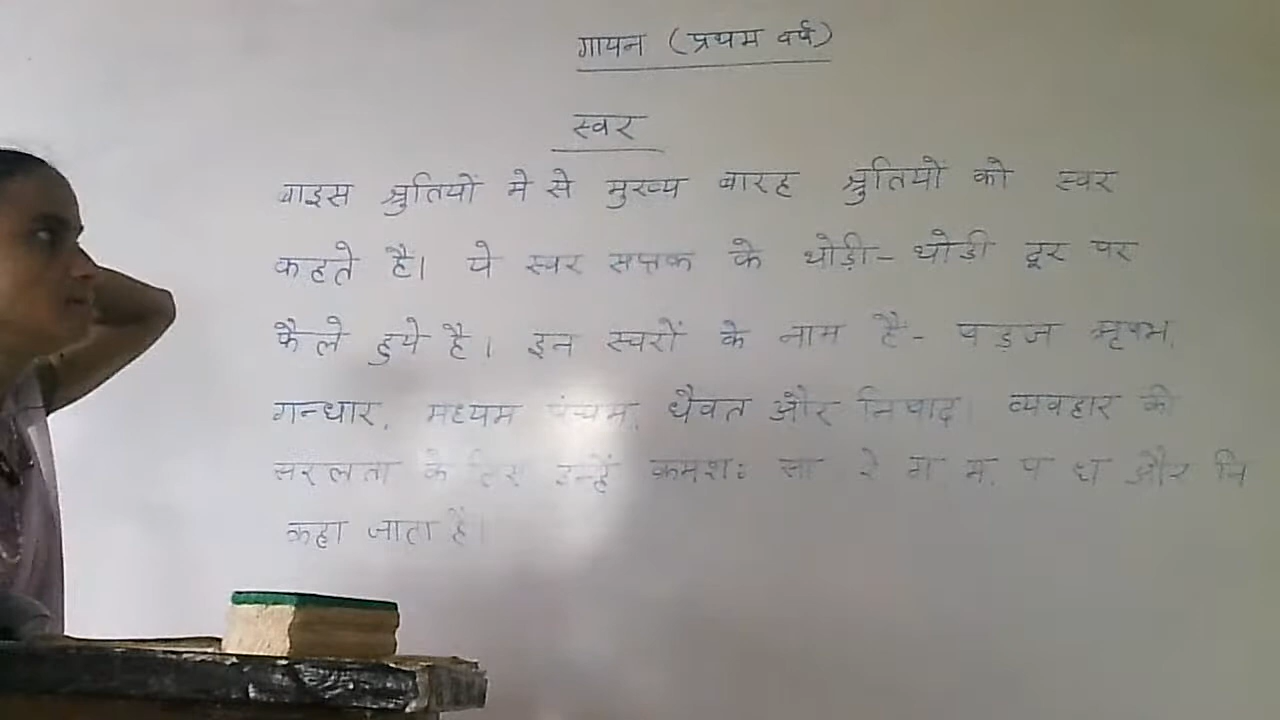 गायन (प्रथम वर्ष)
स्वर
बाइस श्रुतियों मे से मुख्य बारह श्रुतियों को स्वर
कहते है। ये स्वर सप्तक के थोड़ी - थोडी दूर पर
फैले हुये है। इन स्वरों के नाम है - षड़ज ऋषभ,
गन्धार, मध्यम पंचम, धैवत और निषाद। व्यवहार की
सरलता के लिए इन्हें क्रमशः सा रे ग म, प ध और नि
कहा जाता है।